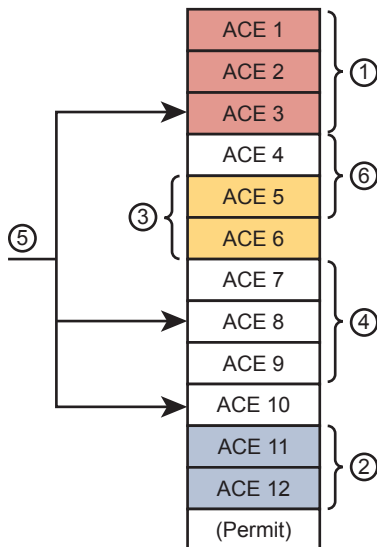 ACE 1
ACE 2
ACE 3
ACE 4
ACE 5
ACE 6
ACE 7
ACE 8
ACE 9
ACE 10
ACE 11
ACE 12
(Permit)
①
⑥
③
⑤
④
②